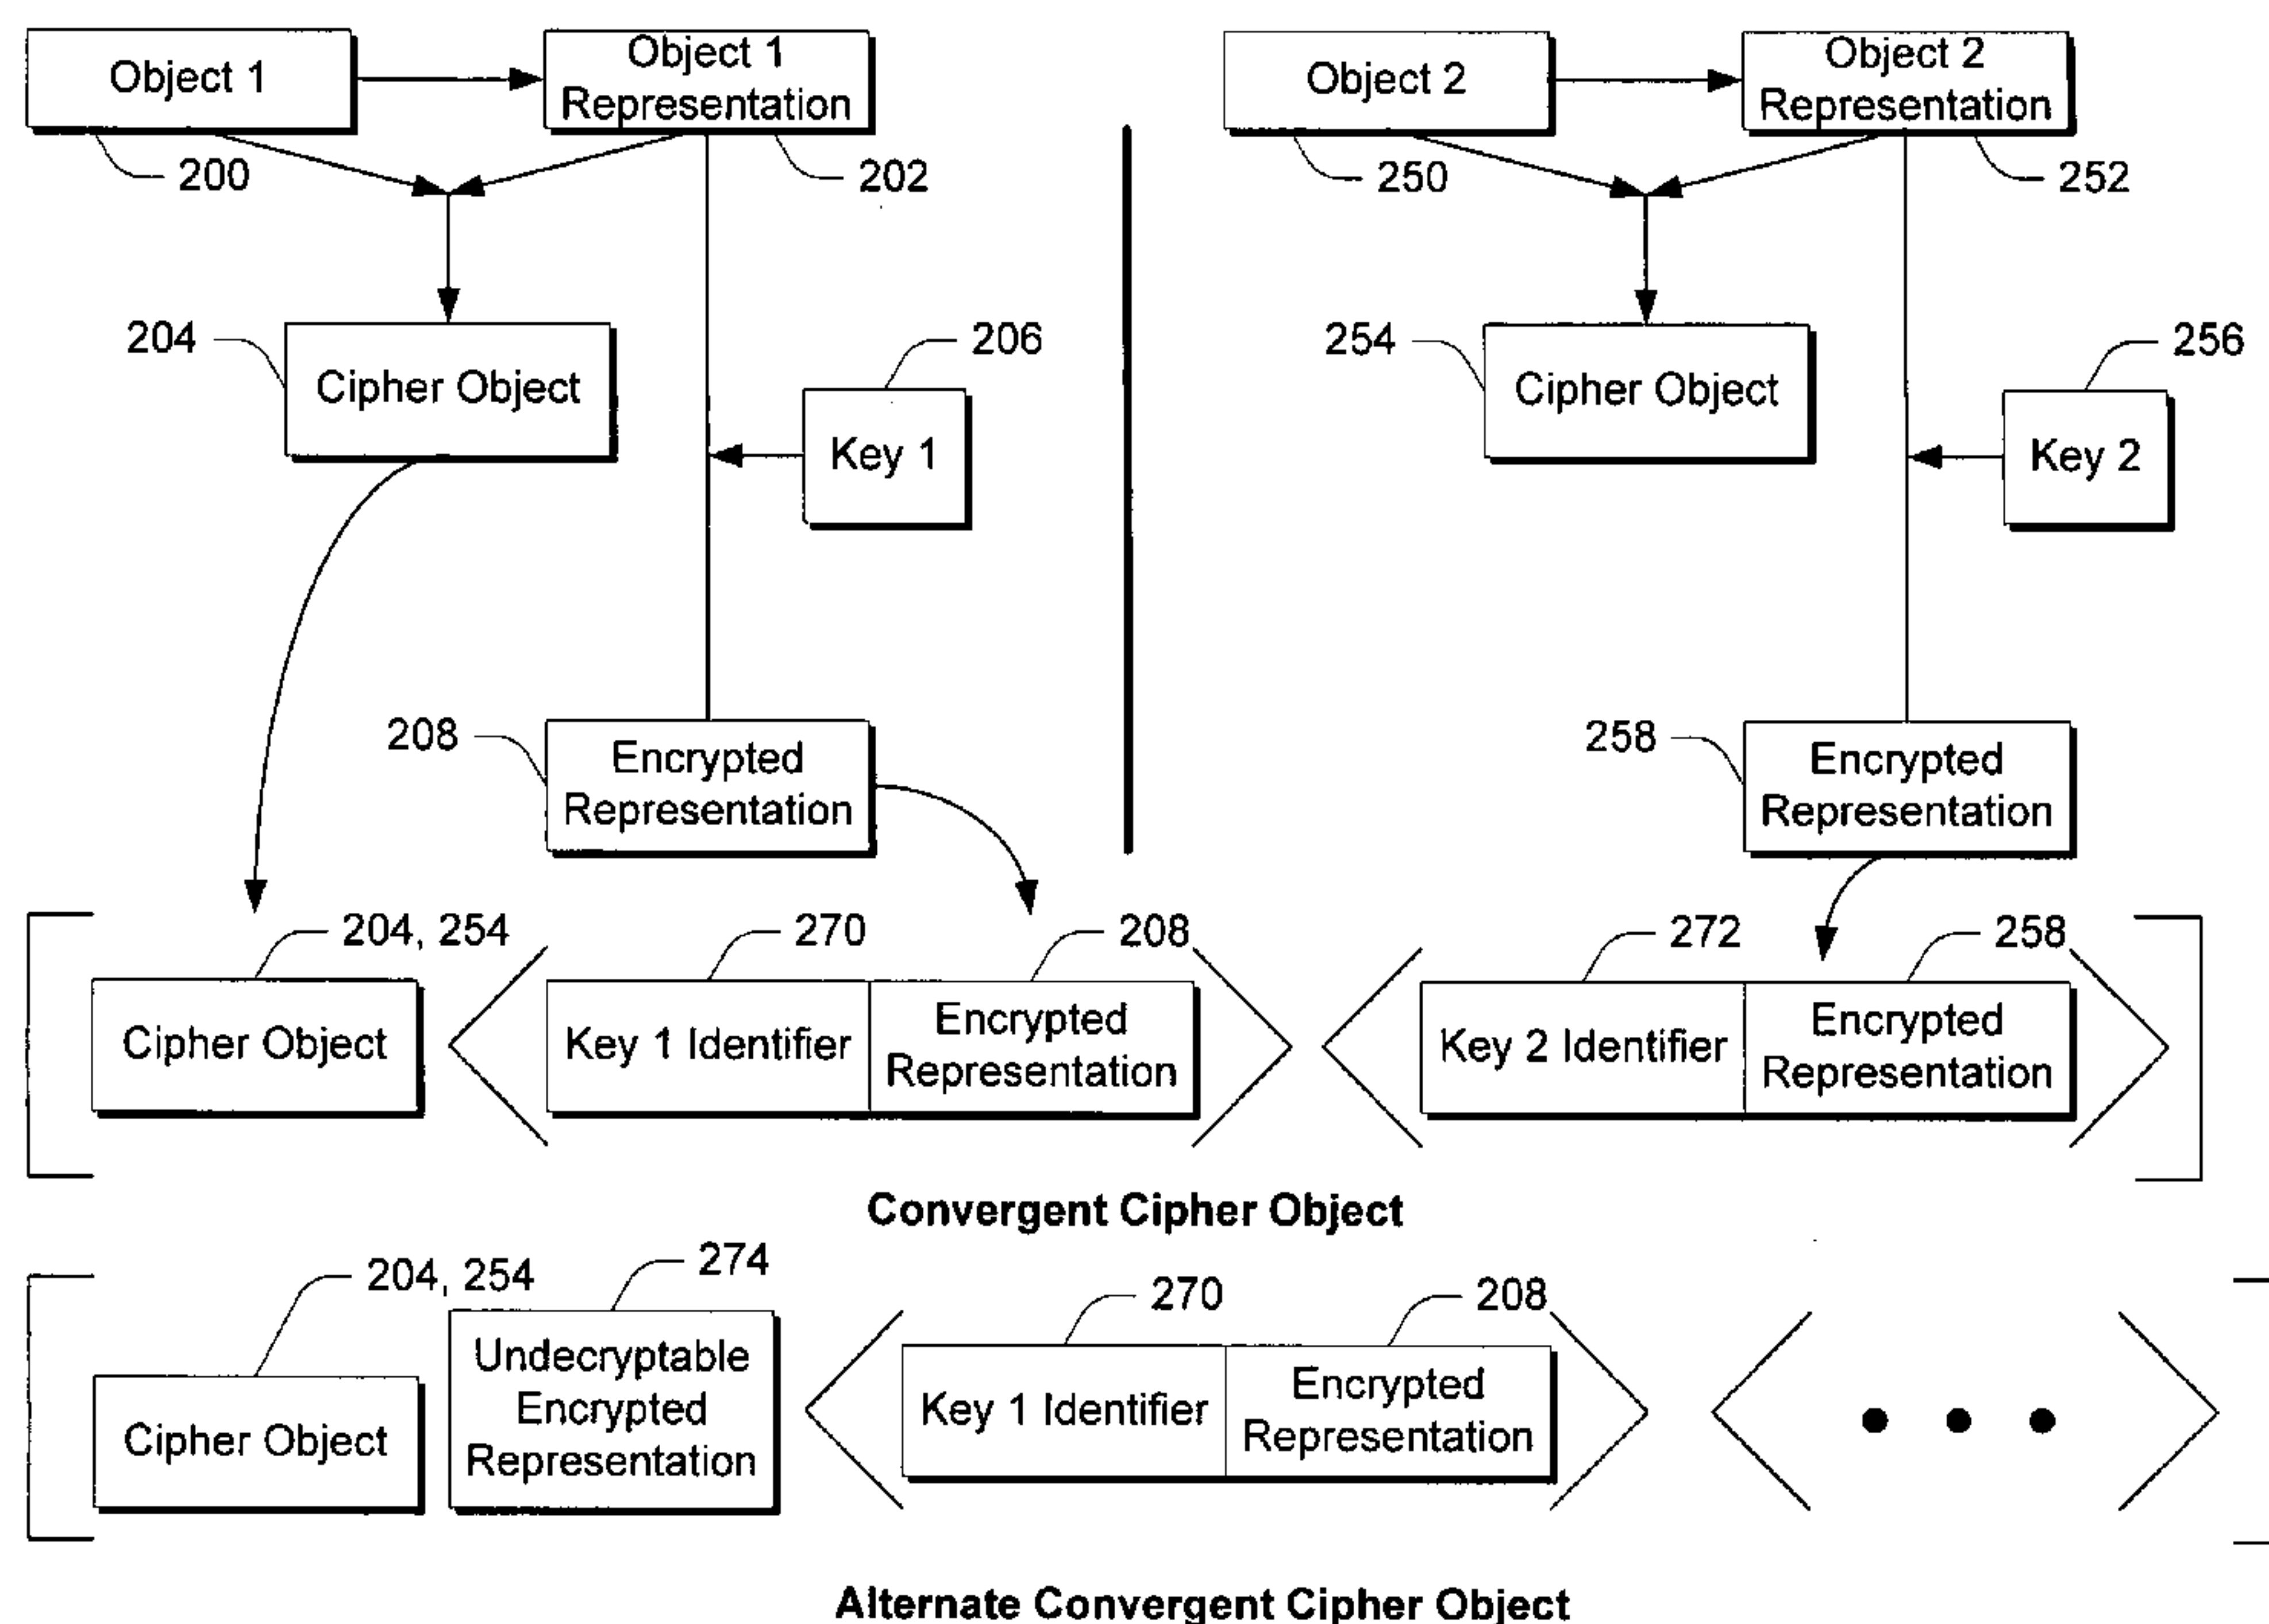 Object 1
Object 1
Representation
Object 2
Object 2
Representation
200
202
250
252
204
206
254
256
Cipher Object
Key 1
Cipher Object
Key 2
208
Encrypted
Representation
258
Encrypted
Representation
204, 254
270
208
272
258
Cipher Object
Key 1 Identifier
Encrypted
Representation
Key 2 Identifier
Encrypted
Representation
Convergent Cipher Object
204, 254
274
270
208
Cipher Object
Undecryptable
Encrypted
Representation
Key 1 Identifier
Encrypted
Representation
Alternate Convergent Cipher Object